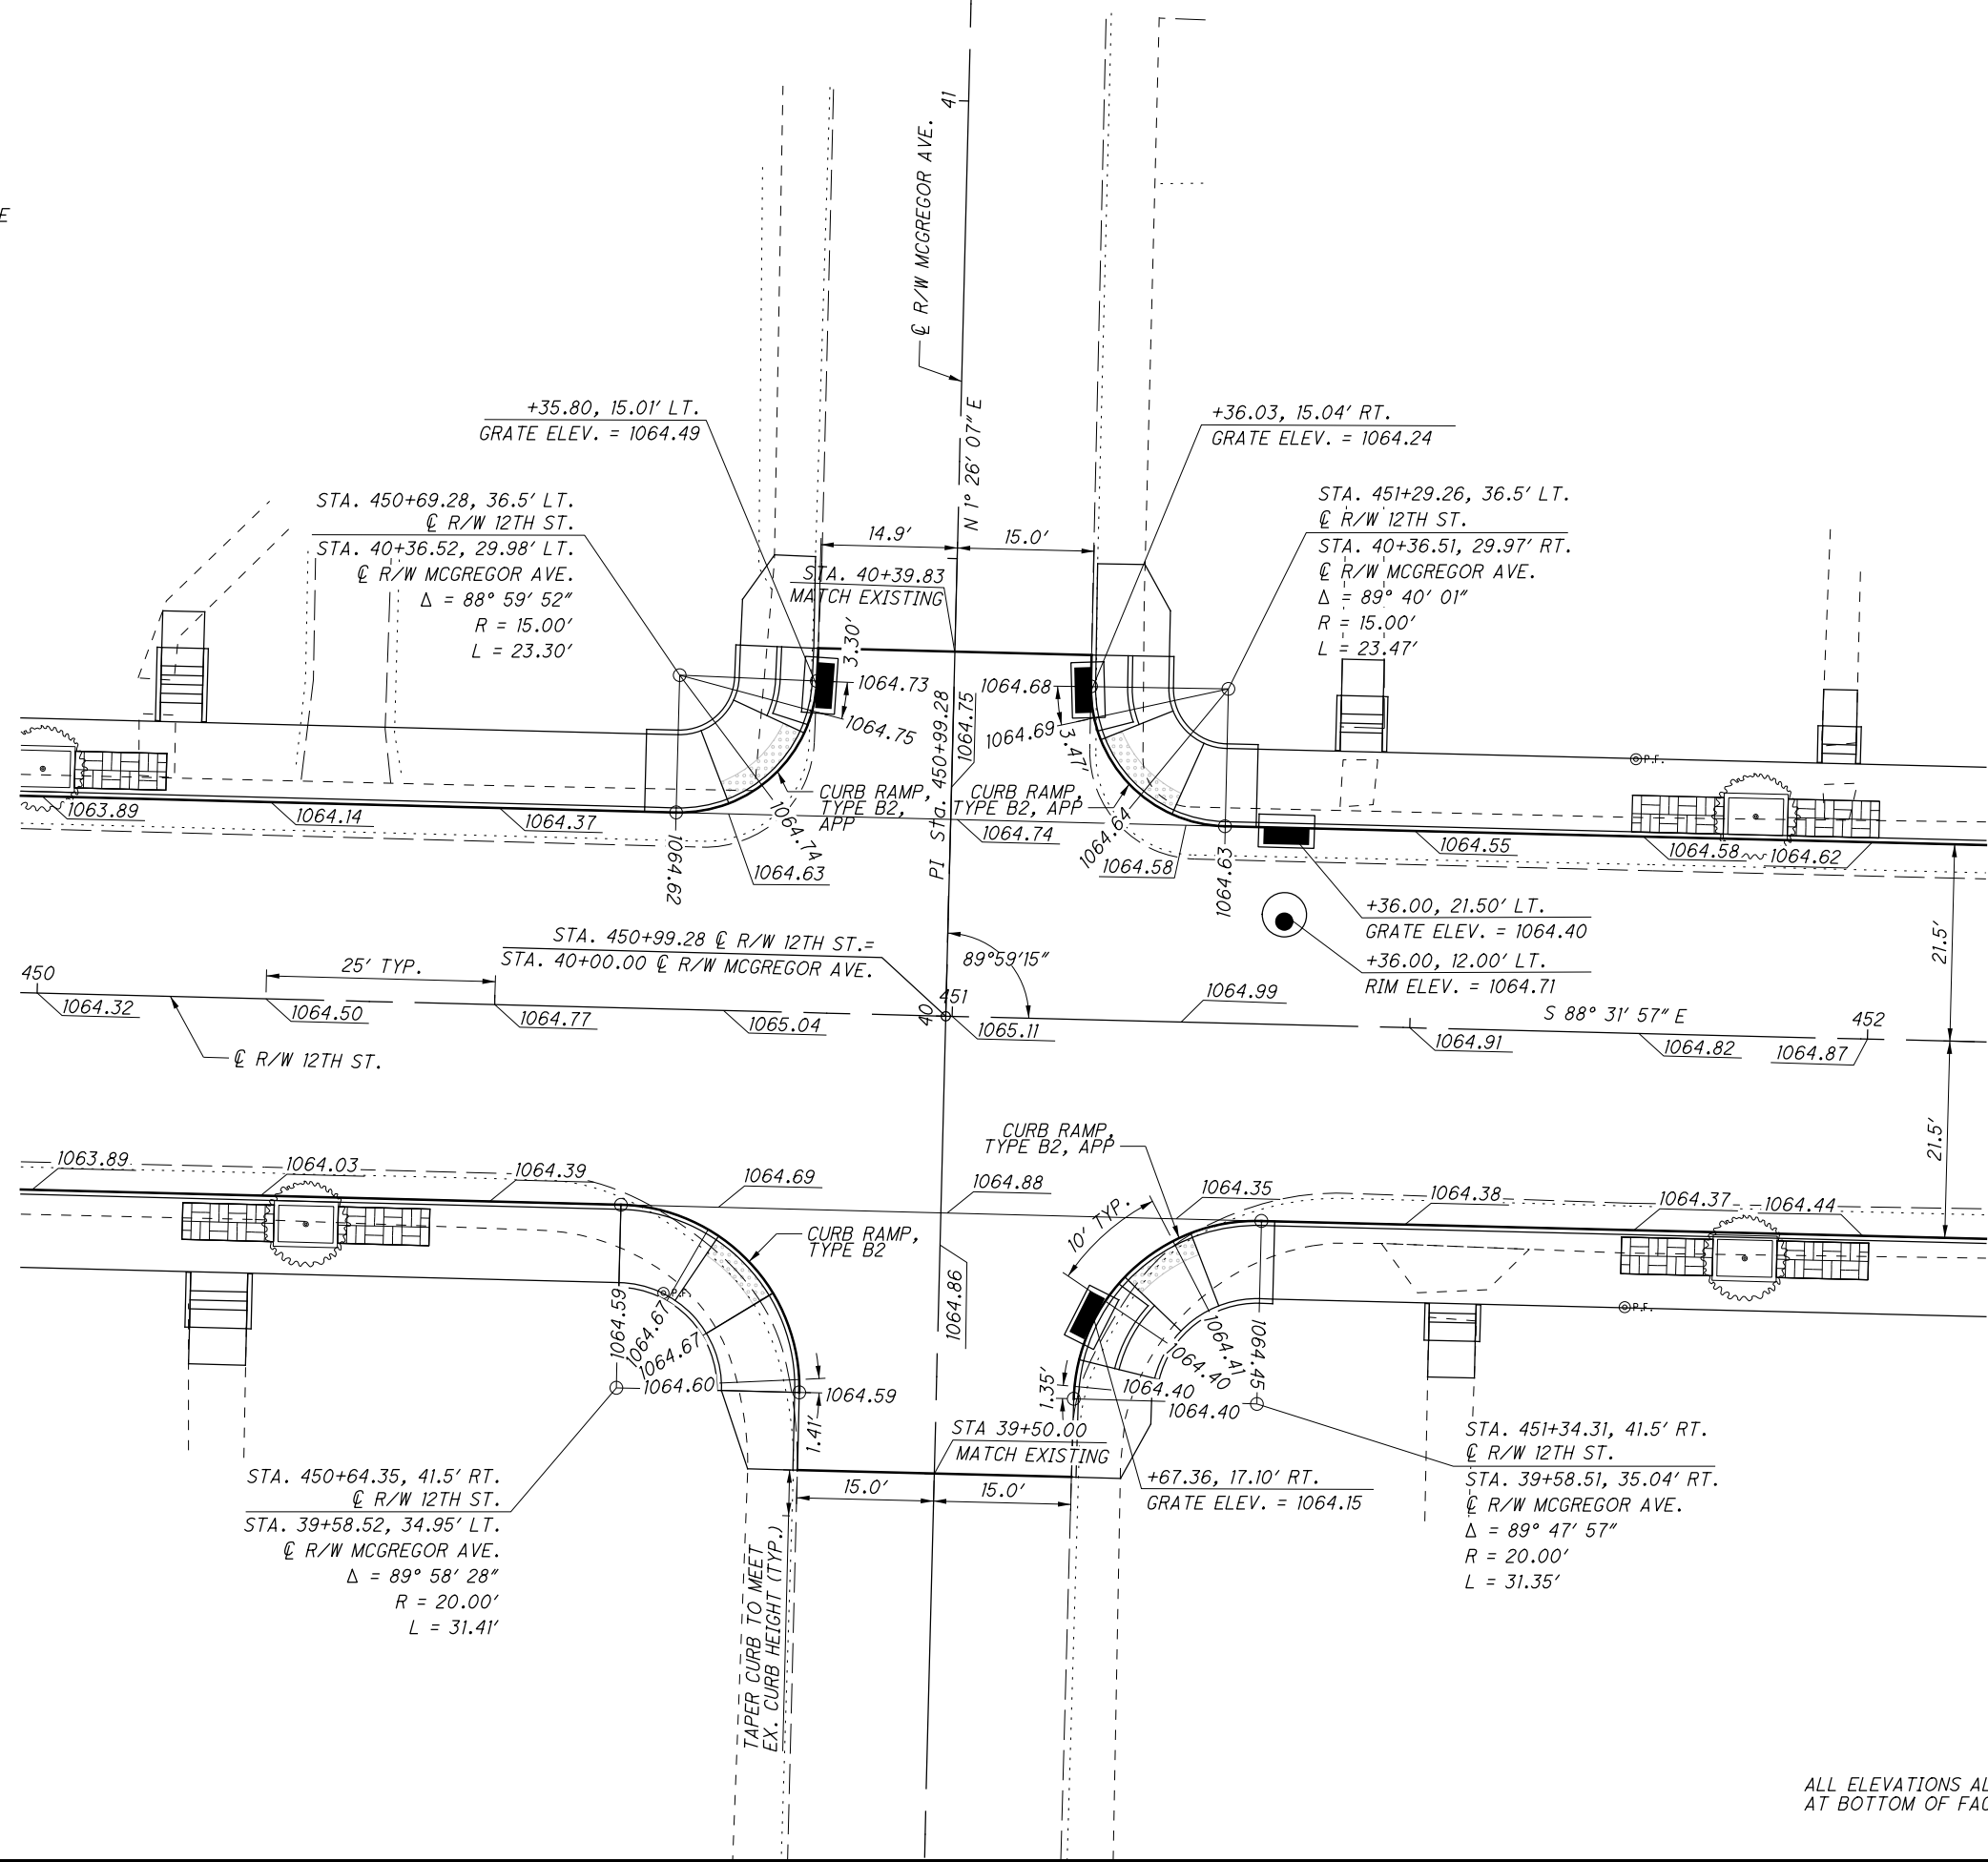 41
℄ R/W MCGREGOR AVE.
E
N 1° 26' 07" E
+35.80, 15.01' LT.
GRATE ELEV. = 1064.49
+36.03, 15.04' RT.
GRATE ELEV. = 1064.24
STA. 450+69.28, 36.5' LT.
℄ R/W 12TH ST.
STA. 40+36.52, 29.98' LT.
℄ R/W MCGREGOR AVE.
Δ = 88° 59' 52"
R = 15.00'
L = 23.30'
STA. 451+29.26, 36.5' LT.
℄ R/W 12TH ST.
STA. 40+36.51, 29.97' RT.
℄ R/W MCGREGOR AVE.
Δ = 89° 40' 01"
R = 15.00'
L = 23.47'
14.9'
15.0'
STA. 40+39.83
MATCH EXISTING
3.30'
1064.73
1064.75
1064.68
1064.69
3.47'
PI Sta. 450+99.28
1064.75
P.F.
1063.89
1064.14
1064.37
1064.62
1064.74
1064.63
CURB RAMP,
TYPE B2,
APP
CURB RAMP,
TYPE B2, APP
1064.74
1064.64
1064.58
1064.63
1064.55
1064.58
1064.62
+36.00, 21.50' LT.
GRATE ELEV. = 1064.40
+36.00, 12.00' LT.
RIM ELEV. = 1064.71
21.5'
STA. 450+99.28 ℄ R/W 12TH ST.=
STA. 40+00.00 ℄ R/W MCGREGOR AVE.
89°59'15"
25' TYP.
450
1064.32
1064.50
1064.77
1065.04
40
451
1065.11
1064.99
1064.91
S 88° 31' 57" E
1064.82
452
1064.87
℄ R/W 12TH ST.
21.5'
CURB RAMP,
TYPE B2, APP
1063.89
1064.03
1064.39
1064.69
1064.88
1064.35
1064.38
1064.37
1064.44
10' TYP.
CURB RAMP,
TYPE B2
1064.86
P.F.
1064.59
1064.67
1064.67
1064.60
1064.59
1.41'
1.35'
1064.41
1064.40
1064.40
1064.40
1064.45
P.F.
STA 39+50.00
MATCH EXISTING
15.0'
15.0'
+67.36, 17.10' RT.
GRATE ELEV. = 1064.15
STA. 450+64.35, 41.5' RT.
℄ R/W 12TH ST.
STA. 39+58.52, 34.95' LT.
℄ R/W MCGREGOR AVE.
Δ = 89° 58' 28"
R = 20.00'
L = 31.41'
STA. 451+34.31, 41.5' RT.
℄ R/W 12TH ST.
STA. 39+58.51, 35.04' RT.
℄ R/W MCGREGOR AVE.
Δ = 89° 47' 57"
R = 20.00'
L = 31.35'
TAPER CURB TO MEET
EX. CURB HEIGHT (TYP.)
ALL ELEVATIONS AL
AT BOTTOM OF FAC